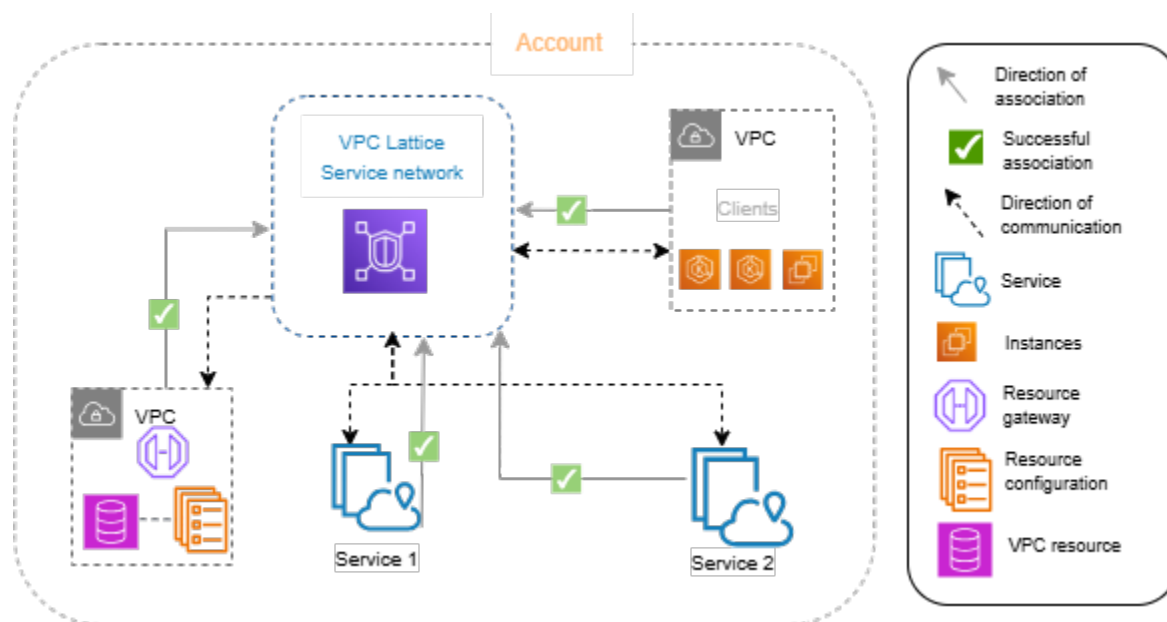 Account
VPC Lattice
Service network
VPC
Clients
VPC
Service 1
Service 2
Direction of
association
Successful
association
Direction of
communication
Service
Instances
Resource
gateway
Resource
configuration
VPC resource